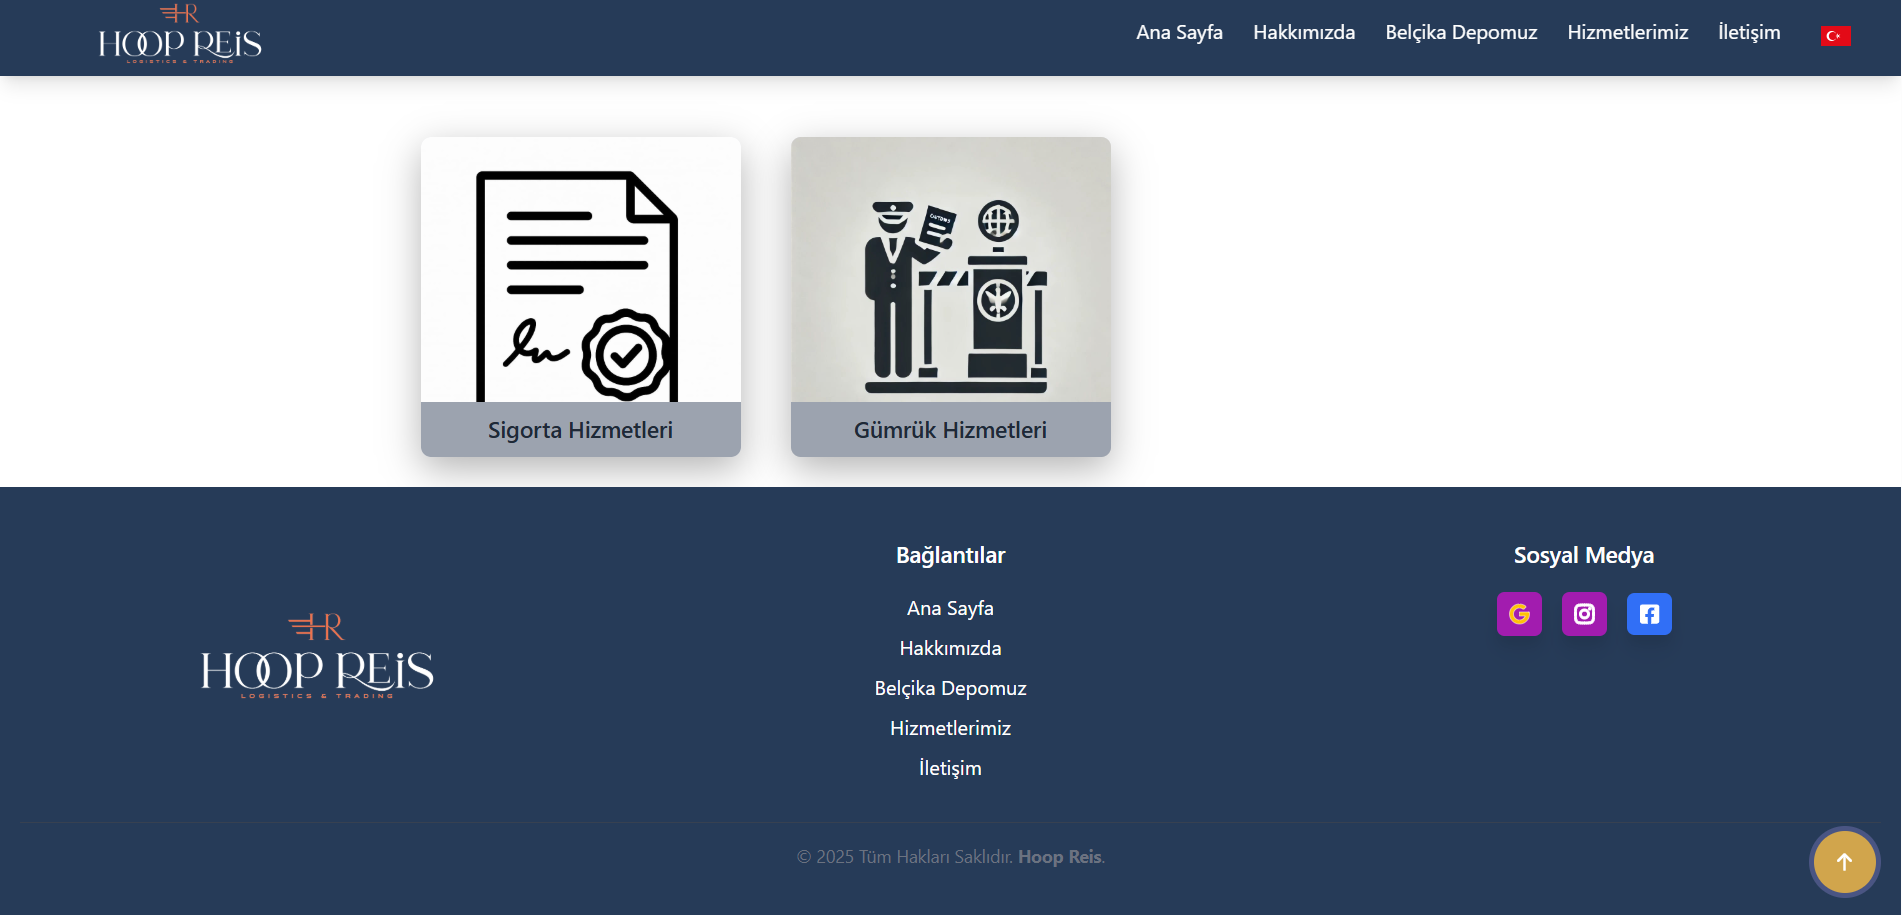 HR
HOOP REiS
LOGISTICS & TRADING
Ana Sayfa
Hakkımızda
Belçika Depomuz
Hizmetlerimiz
İletişim
Sigorta Hizmetleri
Gümrük Hizmetleri
HR
HOOP REiS
LOGISTICS & TRADING
Bağlantılar
Ana Sayfa
Hakkımızda
Belçika Depomuz
Hizmetlerimiz
İletişim
Sosyal Medya
© 2025 Tüm Hakları Saklıdır. Hoop Reis.